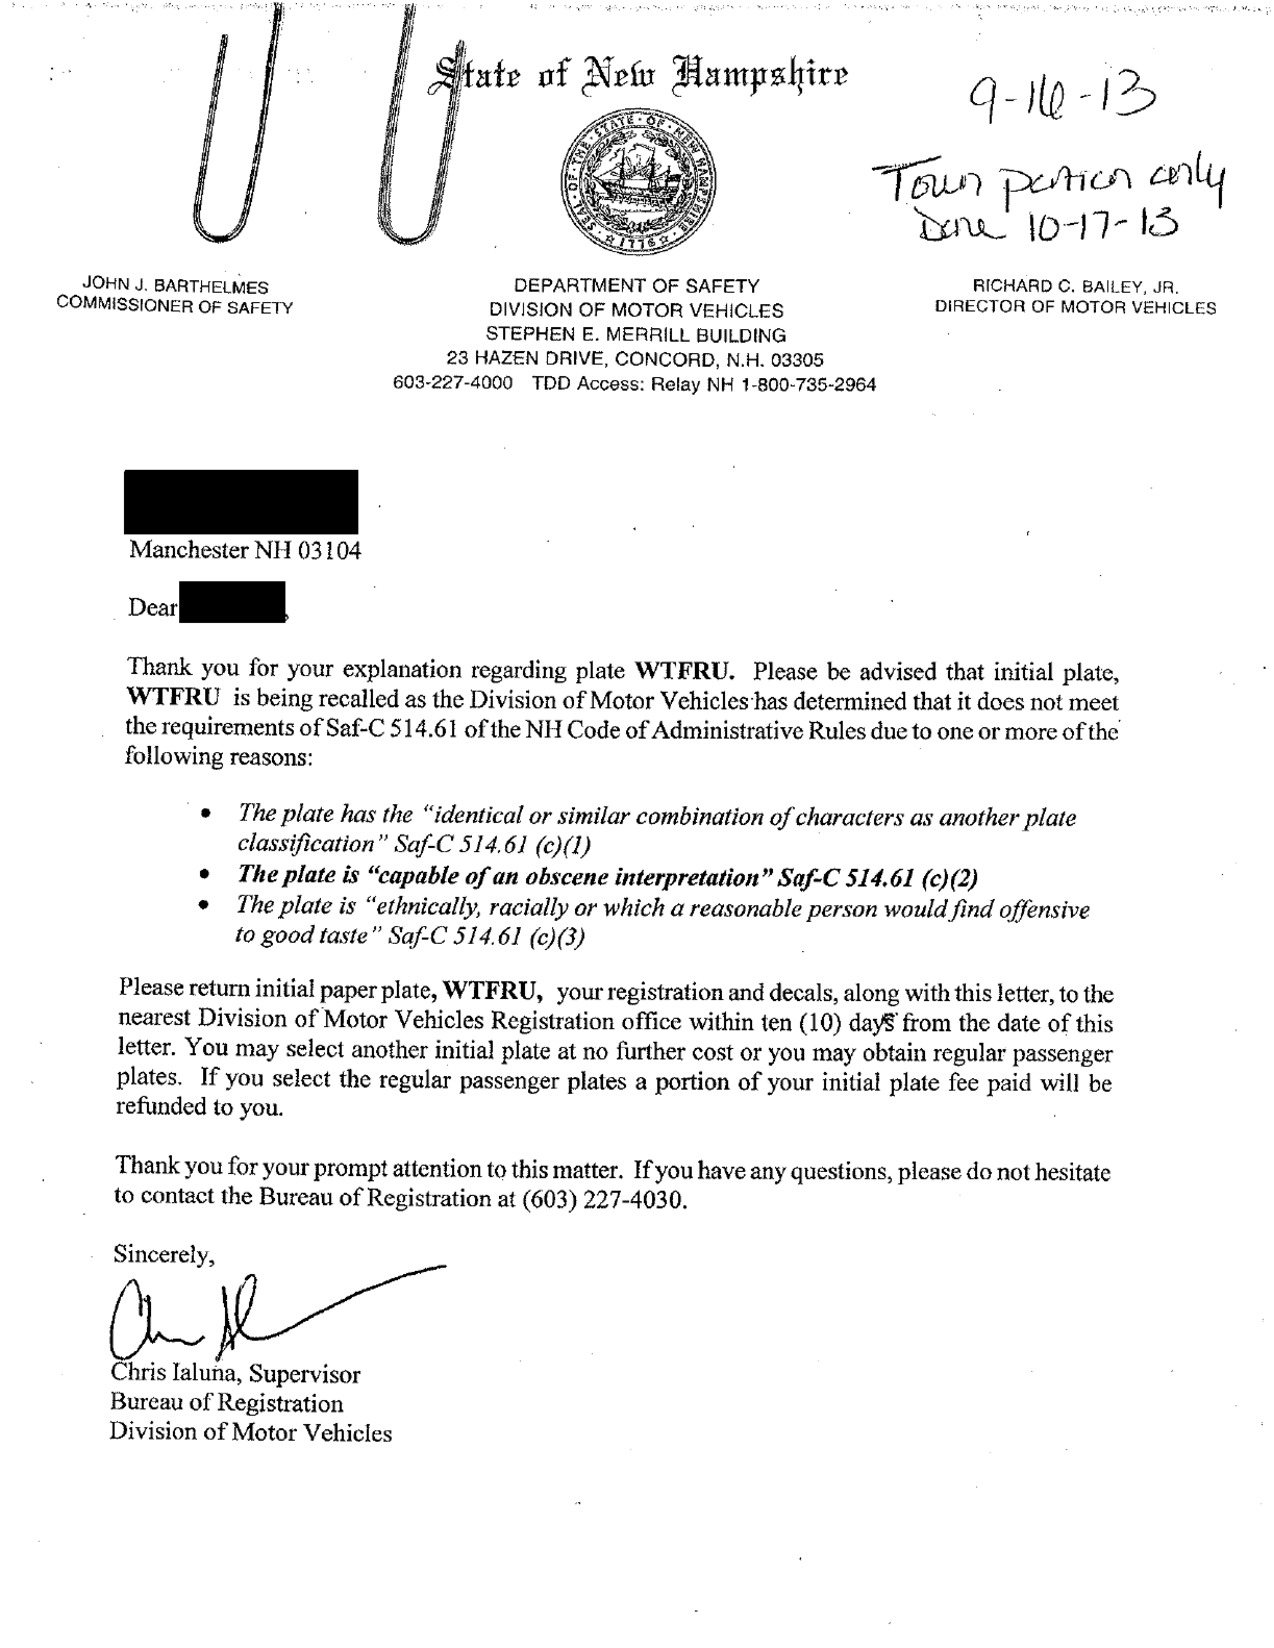 State of New Hampshire
9-16-13
Town portion only
Done 10-17-13
SEAL · OF · THE · STATE · OF · NEW HAMPSHIRE
1776
JOHN J. BARTHELMES
COMMISSIONER OF SAFETY
DEPARTMENT OF SAFETY
DIVISION OF MOTOR VEHICLES
STEPHEN E. MERRILL BUILDING
23 HAZEN DRIVE, CONCORD, N.H. 03305
603-227-4000 TDD Access: Relay NH 1-800-735-2964
RICHARD C. BAILEY, JR.
DIRECTOR OF MOTOR VEHICLES
Manchester NH 03104
Dear ,
Thank you for your explanation regarding plate WTFRU. Please be advised that initial plate,
WTFRU is being recalled as the Division of Motor Vehicles has determined that it does not meet
the requirements of Saf-C 514.61 of the NH Code of Administrative Rules due to one or more of the
following reasons:
• The plate has the “identical or similar combination of characters as another plate
classification” Saf-C 514.61 (c)(1)
• The plate is “capable of an obscene interpretation” Saf-C 514.61 (c)(2)
• The plate is “ethnically, racially or which a reasonable person would find offensive
to good taste” Saf-C 514.61 (c)(3)
Please return initial paper plate, WTFRU, your registration and decals, along with this letter, to the
nearest Division of Motor Vehicles Registration office within ten (10) days from the date of this
letter. You may select another initial plate at no further cost or you may obtain regular passenger
plates. If you select the regular passenger plates a portion of your initial plate fee paid will be
refunded to you.
Thank you for your prompt attention to this matter. If you have any questions, please do not hesitate
to contact the Bureau of Registration at (603) 227-4030.
Sincerely,
Chris Ialuna, Supervisor
Bureau of Registration
Division of Motor Vehicles